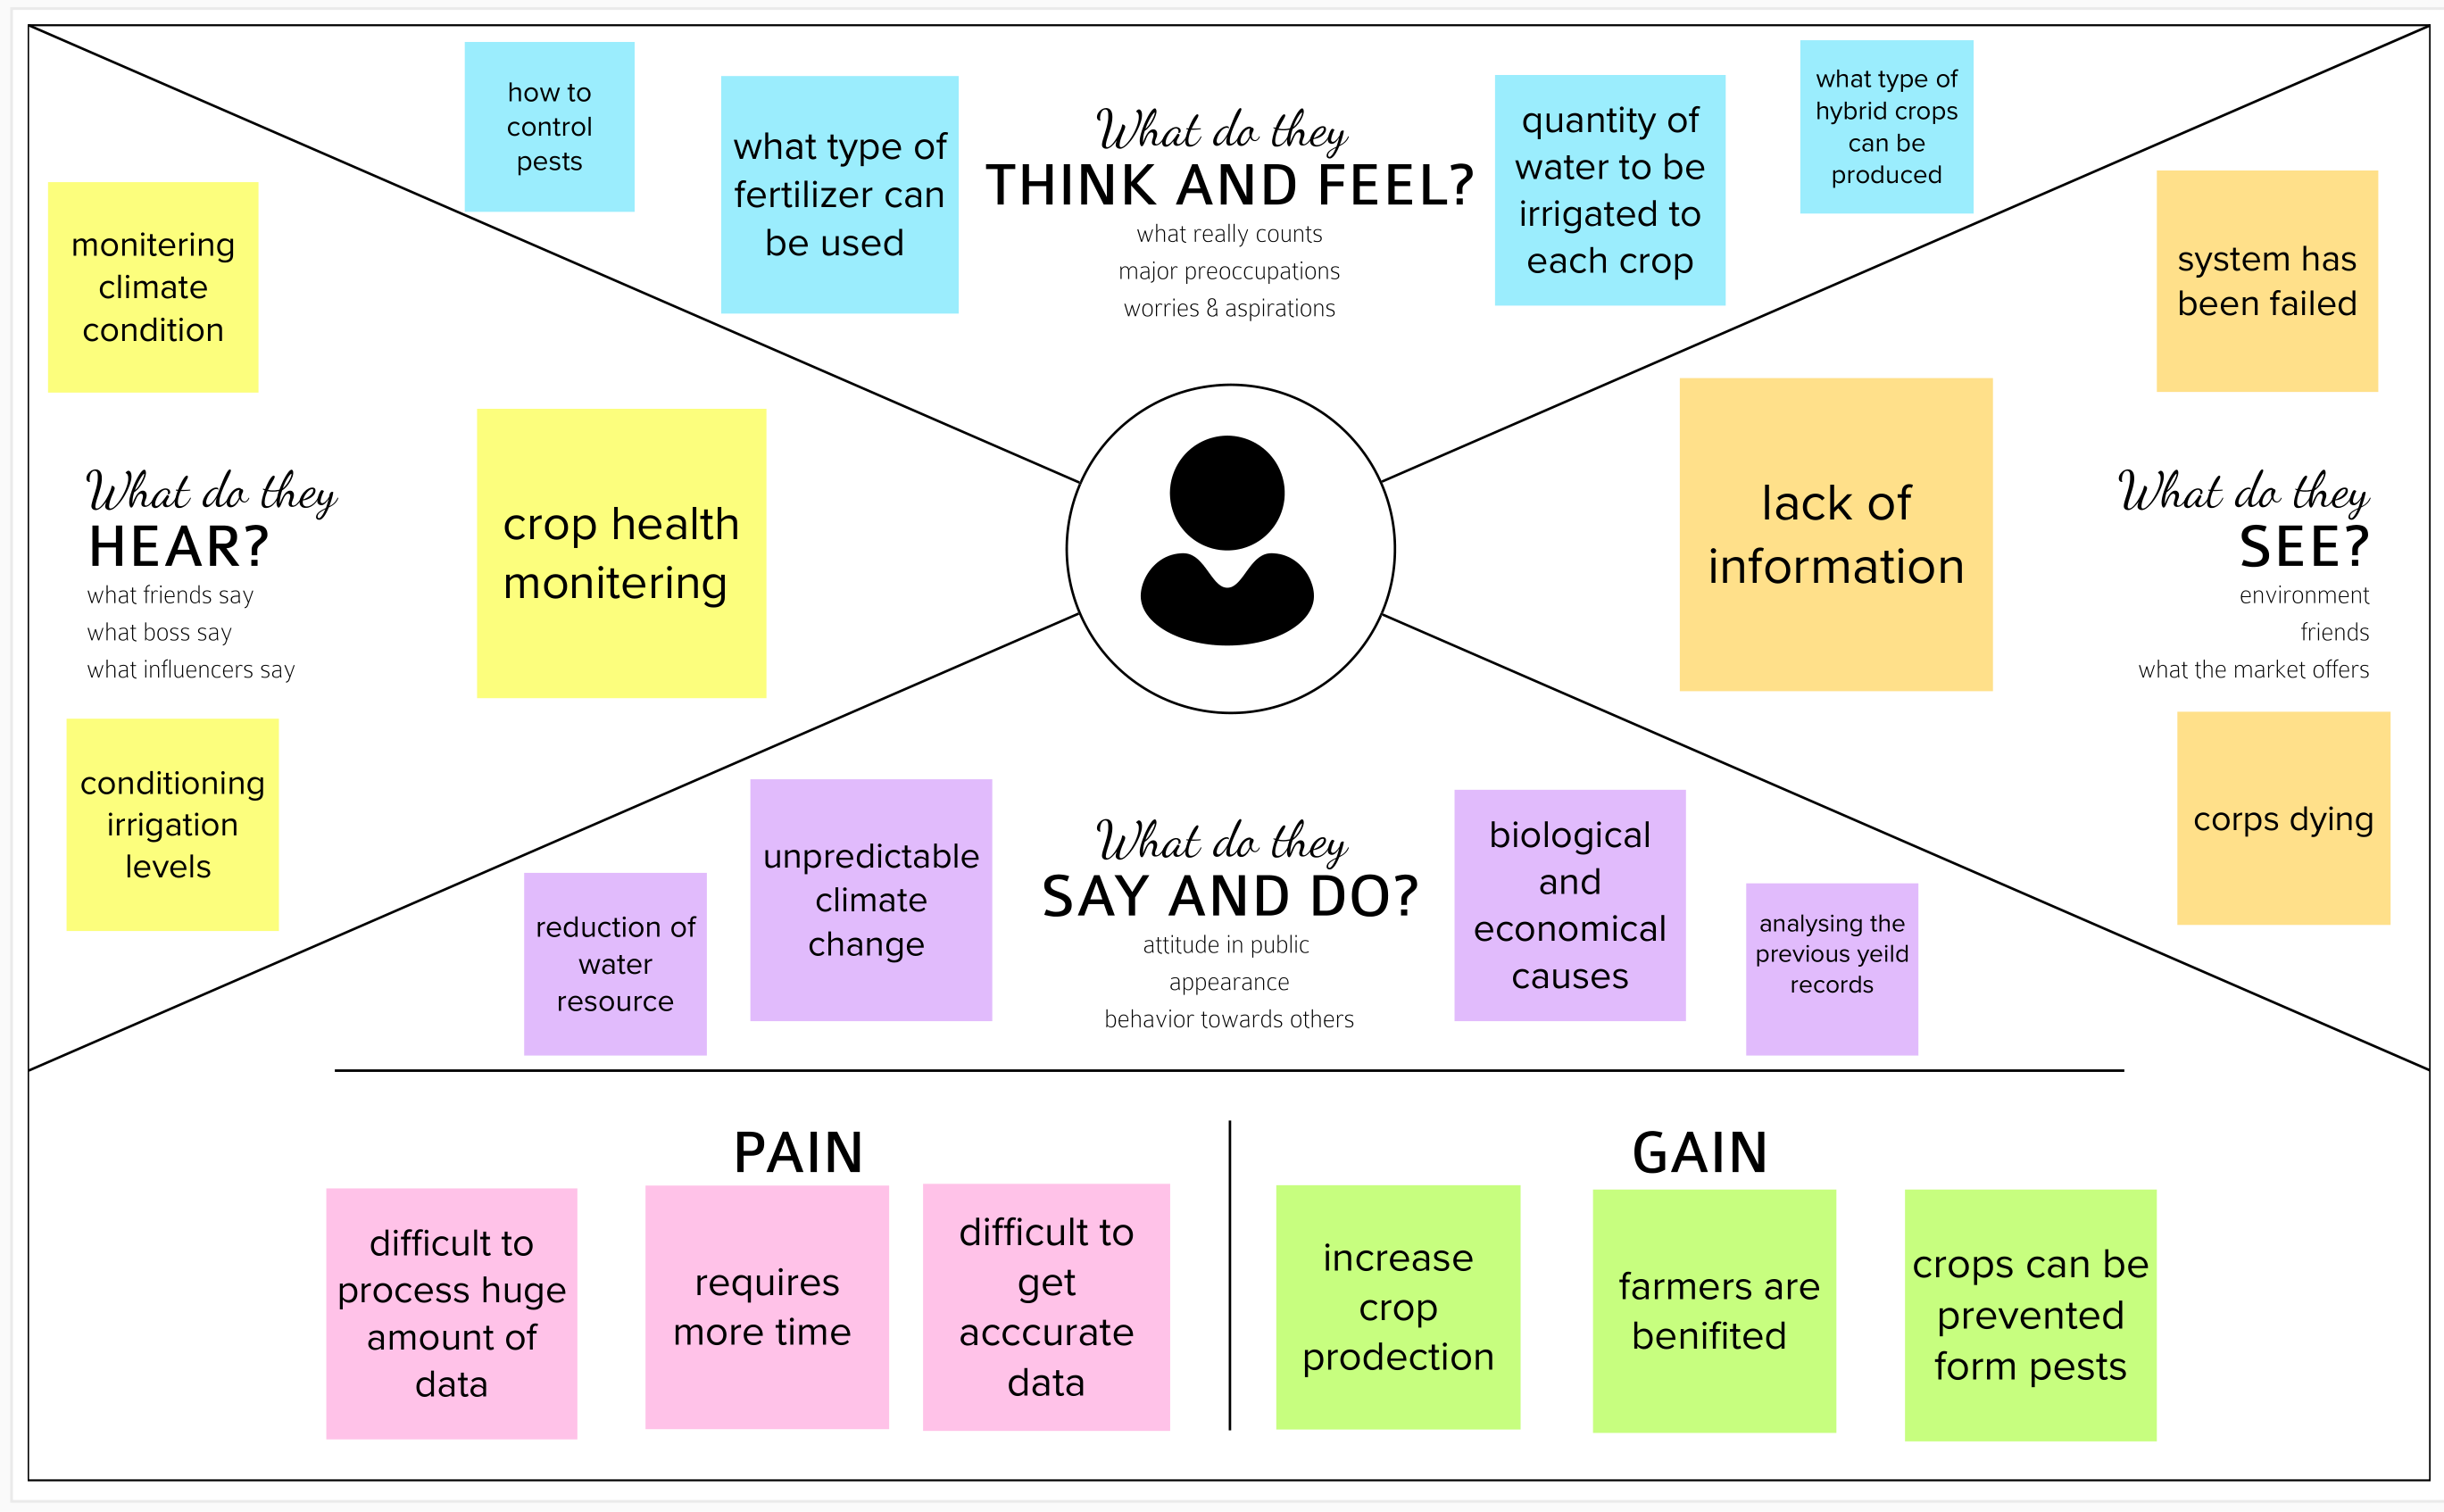 how to
control
pests
what type of
fertilizer can
be used
What do they
THINK AND FEEL?
what really counts
major preoccupations
worries & aspirations
quantity of
water to be
irrigated to
each crop
what type of
hybrid crops
can be
produced
monitering
climate
condition
What do they
HEAR?
what friends say
what boss say
what influencers say
crop health
monitering
conditioning
irrigation
levels
lack of
information
system has
been failed
What do they
SEE?
environment
friends
what the market offers
corps dying
reduction of
water
resource
unpredictable
climate
change
What do they
SAY AND DO?
attitude in public
appearance
behavior towards others
biological
and
economical
causes
analysing the
previous yeild
records
PAIN
difficult to
process huge
amount of
data
requires
more time
difficult to
get
acccurate
data
GAIN
increase
crop
prodection
farmers are
benifited
crops can be
prevented
form pests